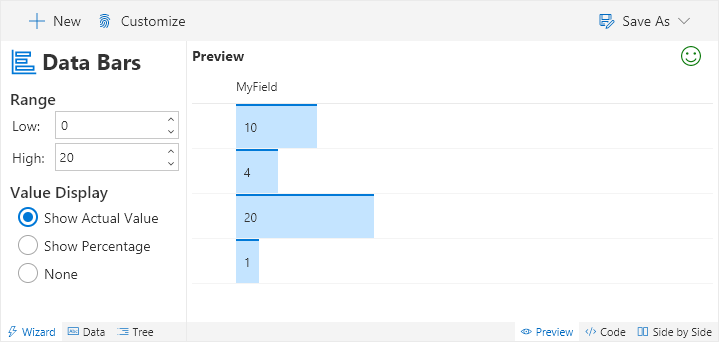 New Customize Save As
Data Bars
Range
Low: 0
High: 20
Value Display
Show Actual Value
Show Percentage
None
Preview
MyField
10
4
20
1
Wizard Abc Data Tree
Preview Code Side by Side